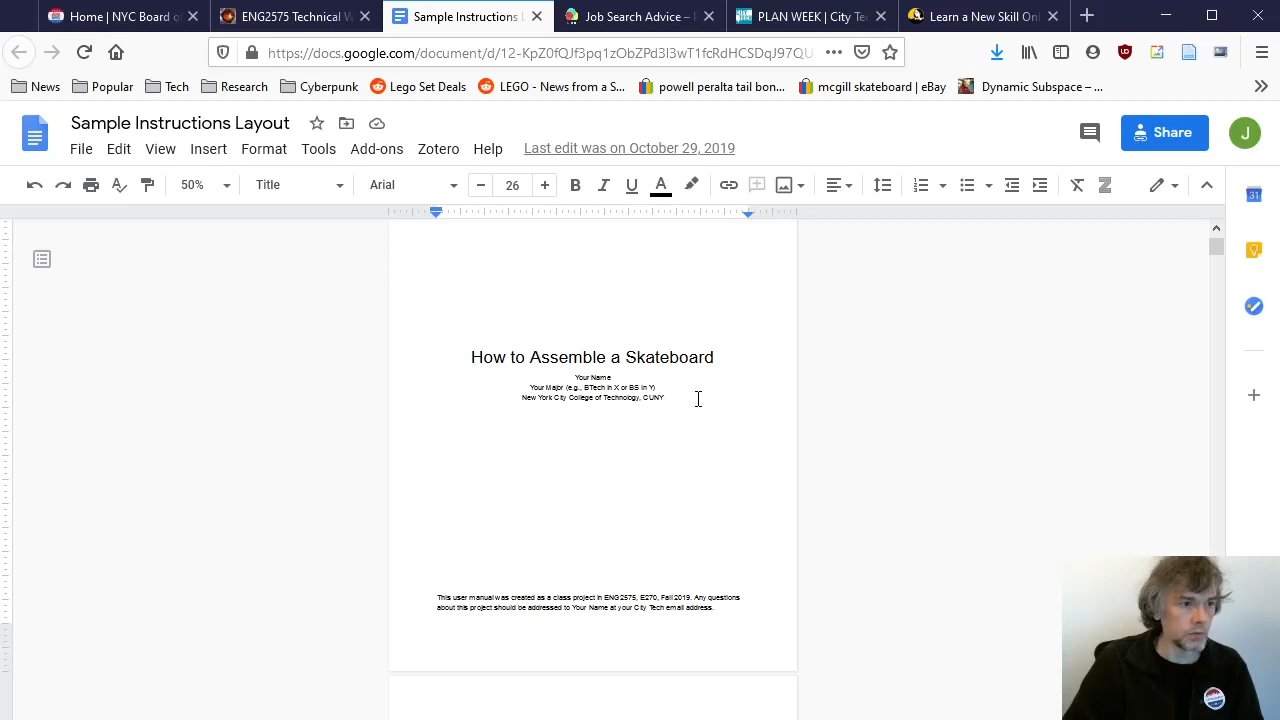 Home | NYC Board o
ENG2575 Technical W
Sample Instructions L
Job Search Advice –
PLAN WEEK | City Te
Learn a New Skill Onl
https://docs.google.com/document/d/12-KpZ0fQJf3pq1zObZPd3l3wT1fcRdHCSDqJ97QU
News
Popular
Tech
Research
Cyberpunk
Lego Set Deals
LEGO - News from a S...
powell peralta tail bon...
mcgill skateboard | eBay
Dynamic Subspace – ...
Sample Instructions Layout
Share
J
File Edit View Insert Format Tools Add-ons Zotero Help Last edit was on October 29, 2019
50% Title Arial 26 B I U A
31
How to Assemble a Skateboard
Your Name
Your Major (e.g., BTech in X or BS in Y)
New York City College of Technology, CUNY
This user manual was created as a class project in ENG2575, E270, Fall 2019. Any questions
about this project should be addressed to Your Name at your City Tech email address.